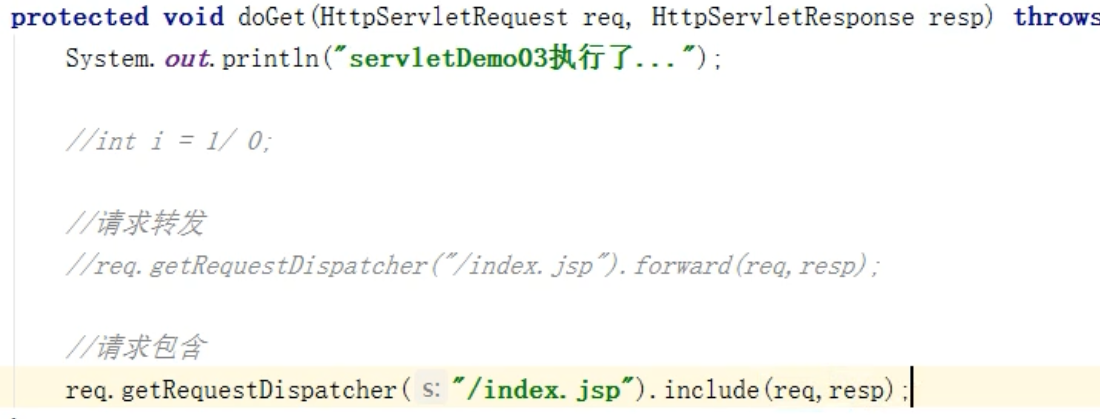 protected void doGet(HttpServletRequest req, HttpServletResponse resp) throws
System.out.println("servletDemo03执行了...");
//int i = 1/ 0;
//请求转发
//req.getRequestDispatcher("/index.jsp").forward(req,resp);
//请求包含
req.getRequestDispatcher( s: "/index.jsp").include(req,resp);